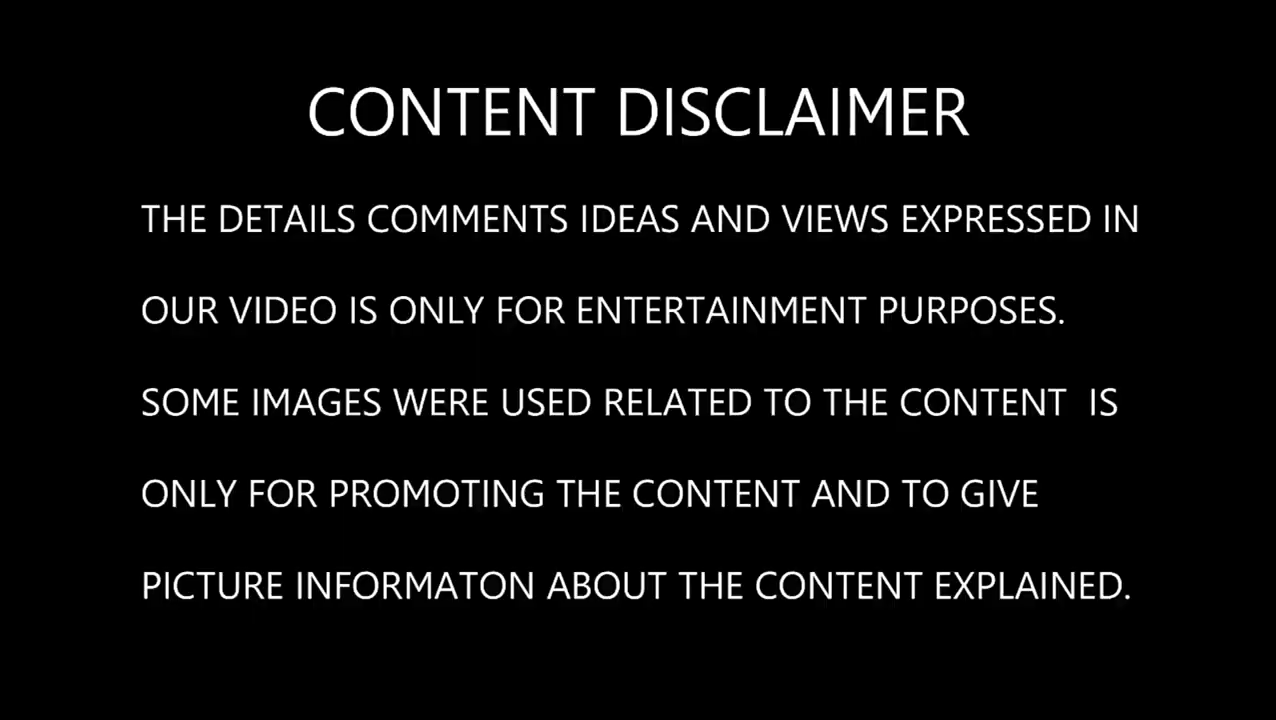 CONTENT DISCLAIMER
THE DETAILS COMMENTS IDEAS AND VIEWS EXPRESSED IN
OUR VIDEO IS ONLY FOR ENTERTAINMENT PURPOSES.
SOME IMAGES WERE USED RELATED TO THE CONTENT  IS
ONLY FOR PROMOTING THE CONTENT AND TO GIVE
PICTURE INFORMATON ABOUT THE CONTENT EXPLAINED.